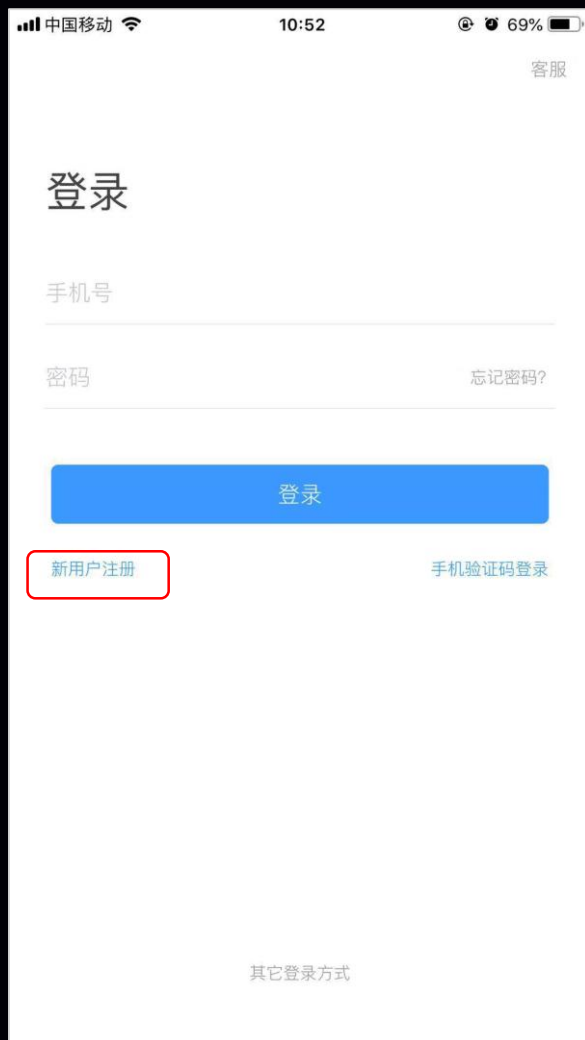 中国移动 10:52 69%
客服
登录
手机号
密码 忘记密码?
登录
新用户注册 手机验证码登录
其它登录方式